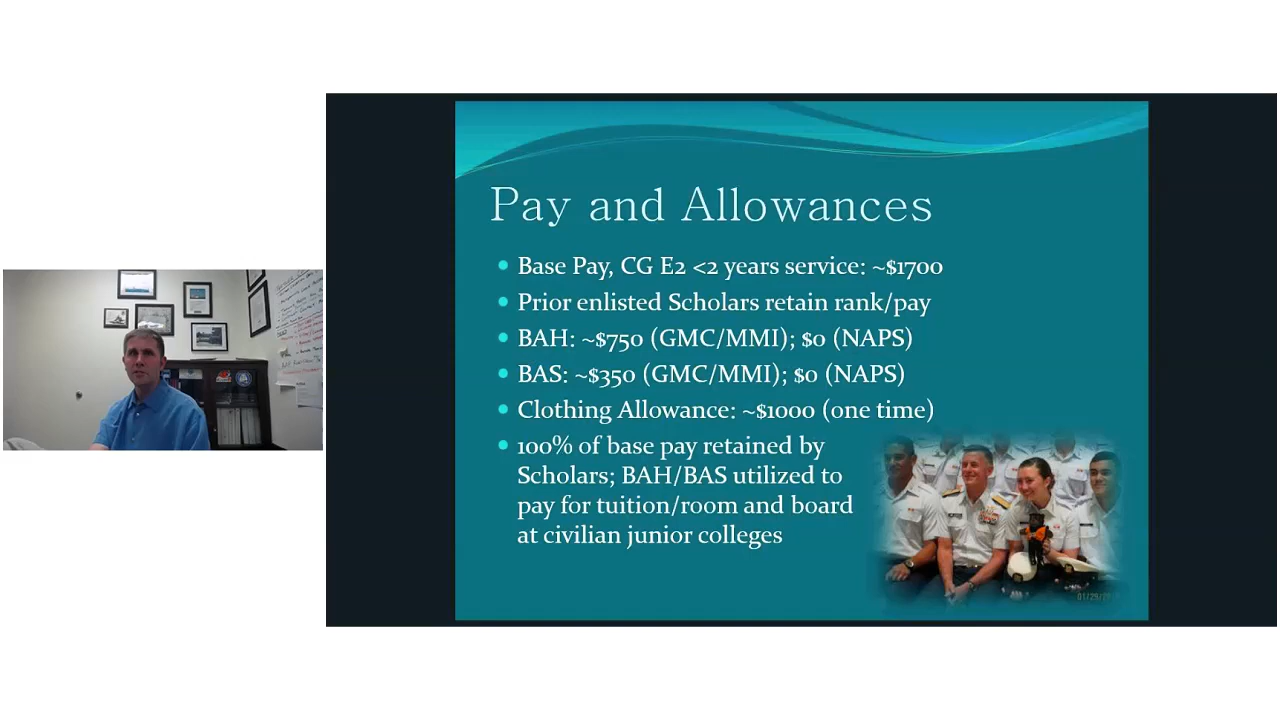 Pay and Allowances
Base Pay, CG E2 <2 years service: ~$1700
Prior enlisted Scholars retain rank/pay
BAH: ~$750 (GMC/MMI); $0 (NAPS)
BAS: ~$350 (GMC/MMI); $0 (NAPS)
Clothing Allowance: ~$1000 (one time)
100% of base pay retained by
Scholars; BAH/BAS utilized to
pay for tuition/room and board
at civilian junior colleges